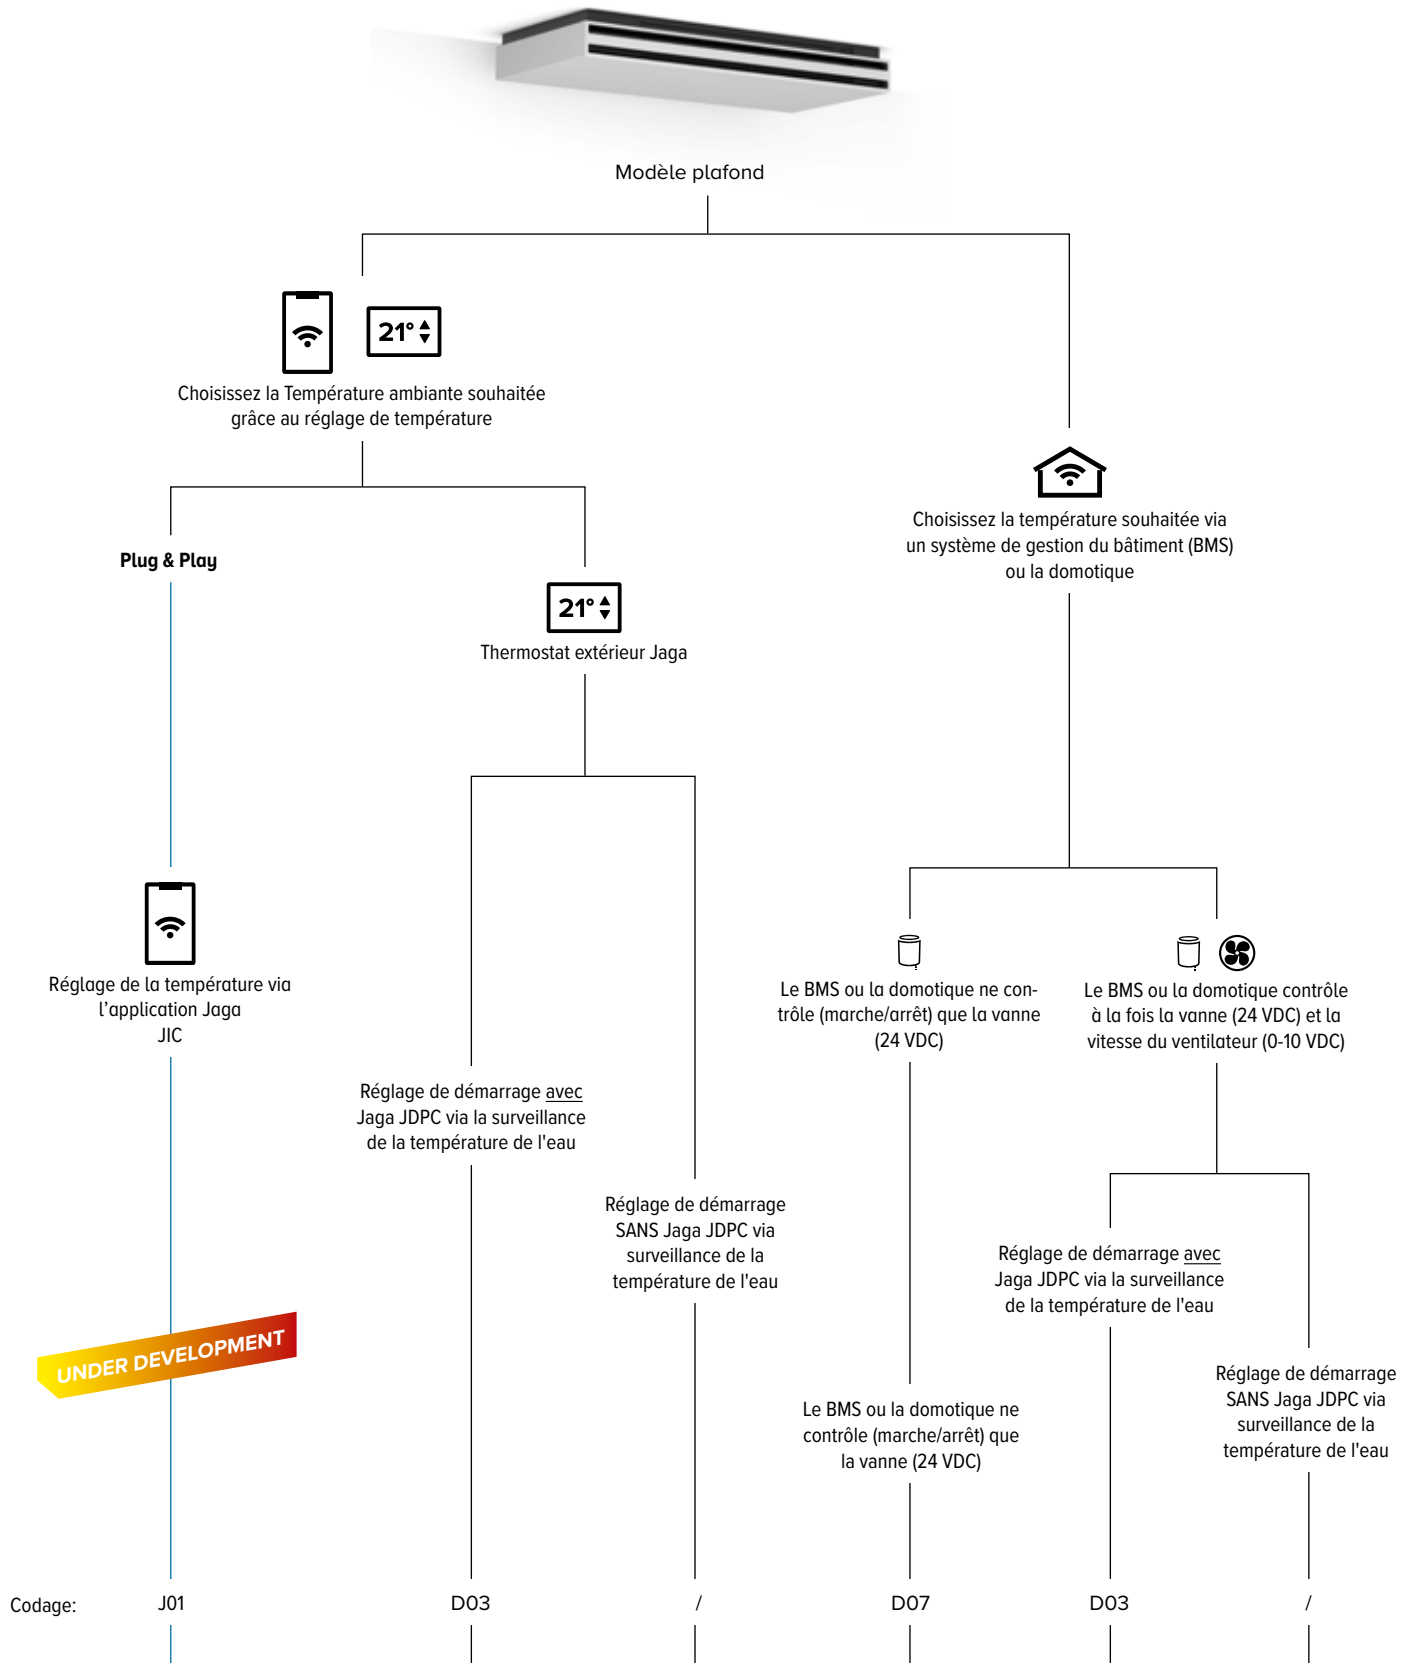 Modèle plafond
21°
Choisissez la Température ambiante souhaitée
grâce au réglage de température
Plug & Play
21°
Thermostat extérieur Jaga
Choisissez la température souhaitée via
un système de gestion du bâtiment (BMS)
ou la domotique
Réglage de la température via
l'application Jaga
JIC
Le BMS ou la domotique ne con-
trôle (marche/arrêt) que la vanne
(24 VDC)
Le BMS ou la domotique contrôle
à la fois la vanne (24 VDC) et la
vitesse du ventilateur (0-10 VDC)
Réglage de démarrage avec
Jaga JDPC via la surveillance
de la température de l'eau
Réglage de démarrage
SANS Jaga JDPC via
surveillance de la
température de l'eau
Réglage de démarrage avec
Jaga JDPC via la surveillance
de la température de l'eau
UNDER DEVELOPMENT
Réglage de démarrage
SANS Jaga JDPC via
surveillance de la
température de l'eau
Le BMS ou la domotique ne
contrôle (marche/arrêt) que
la vanne (24 VDC)
Codage: J01 D03 / D07 D03 /